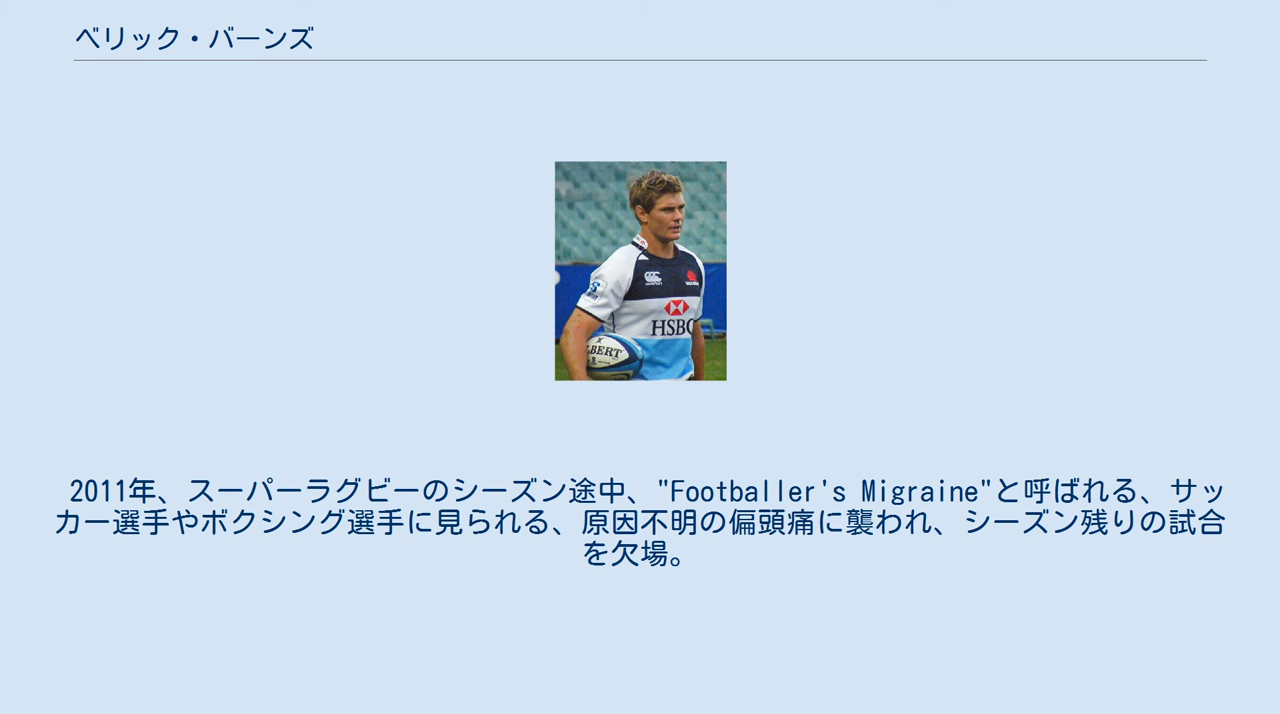 ベリック・バーンズ
HSBC
LBERT
2011年、スーパーラグビーのシーズン途中、"Footballer's Migraine"と呼ばれる、サッ
カー選手やボクシング選手に見られる、原因不明の偏頭痛に襲われ、シーズン残りの試合
を欠場。